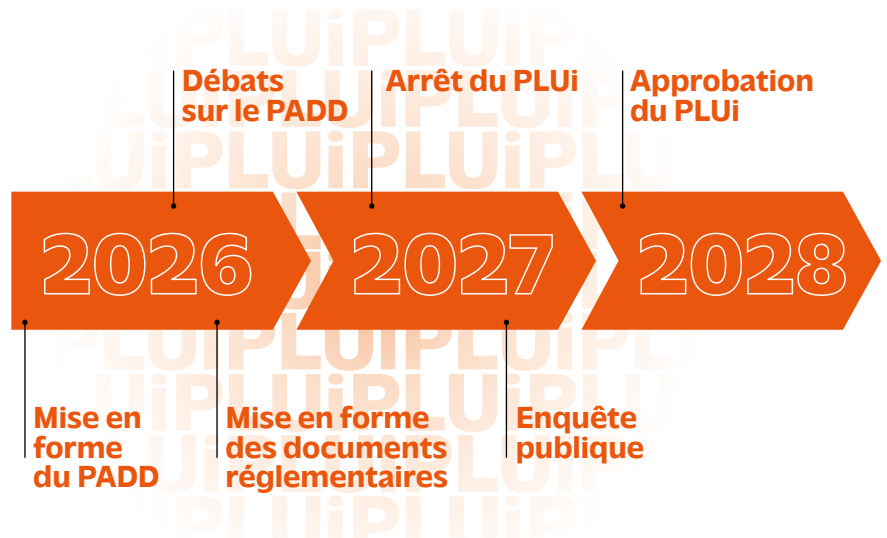 PLUiPLUi
Débats
sur le PADD
Arrêt du PLUi
Approbation
du PLUi
2026
2027
2028
Mise en
forme
du PADD
Mise en forme
des documents
réglementaires
Enquête
publique